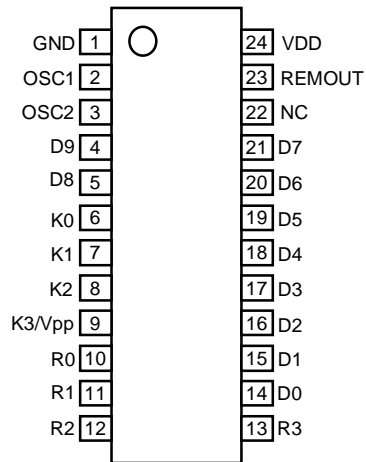 GND 1 24 VDD
OSC1 2 23 REMOUT
OSC2 3 22 NC
D9 4 21 D7
D8 5 20 D6
K0 6 19 D5
K1 7 18 D4
K2 8 17 D3
K3/Vpp 9 16 D2
R0 10 15 D1
R1 11 14 D0
R2 12 13 R3